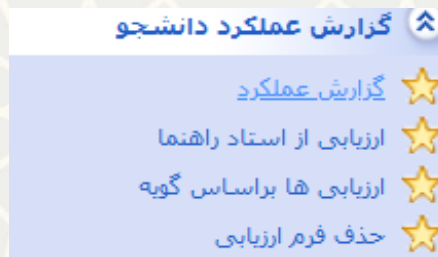 گزارش عملکرد دانشجو
گزارش عملکرد
ارزیابی از استاد راهنما
ارزیابی ها براساس گویه
حذف فرم ارزیابی